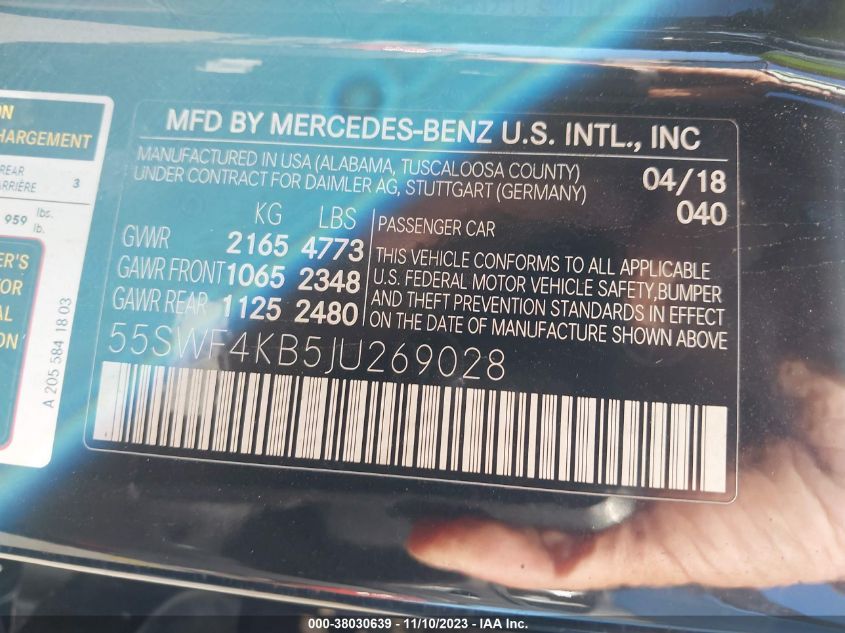 ON
CHARGEMENT
REAR
ARRIÈRE 3
959 lbs.
lb.
ER'S
TOR
AL
ON
A 205 584 18 03
MFD BY MERCEDES-BENZ U.S. INTL., INC
MANUFACTURED IN USA (ALABAMA, TUSCALOOSA COUNTY)
UNDER CONTRACT FOR DAIMLER AG, STUTTGART (GERMANY)
04/18
040
KG LBS
GVWR 2165 4773
GAWR FRONT 1065 2348
GAWR REAR 1125 2480
PASSENGER CAR
THIS VEHICLE CONFORMS TO ALL APPLICABLE
U.S. FEDERAL MOTOR VEHICLE SAFETY,BUMPER
AND THEFT PREVENTION STANDARDS IN EFFECT
ON THE DATE OF MANUFACTURE SHOWN ABOVE
55SWF4KB5JU269028
000-38030639 - 11/10/2023 - IAA Inc.